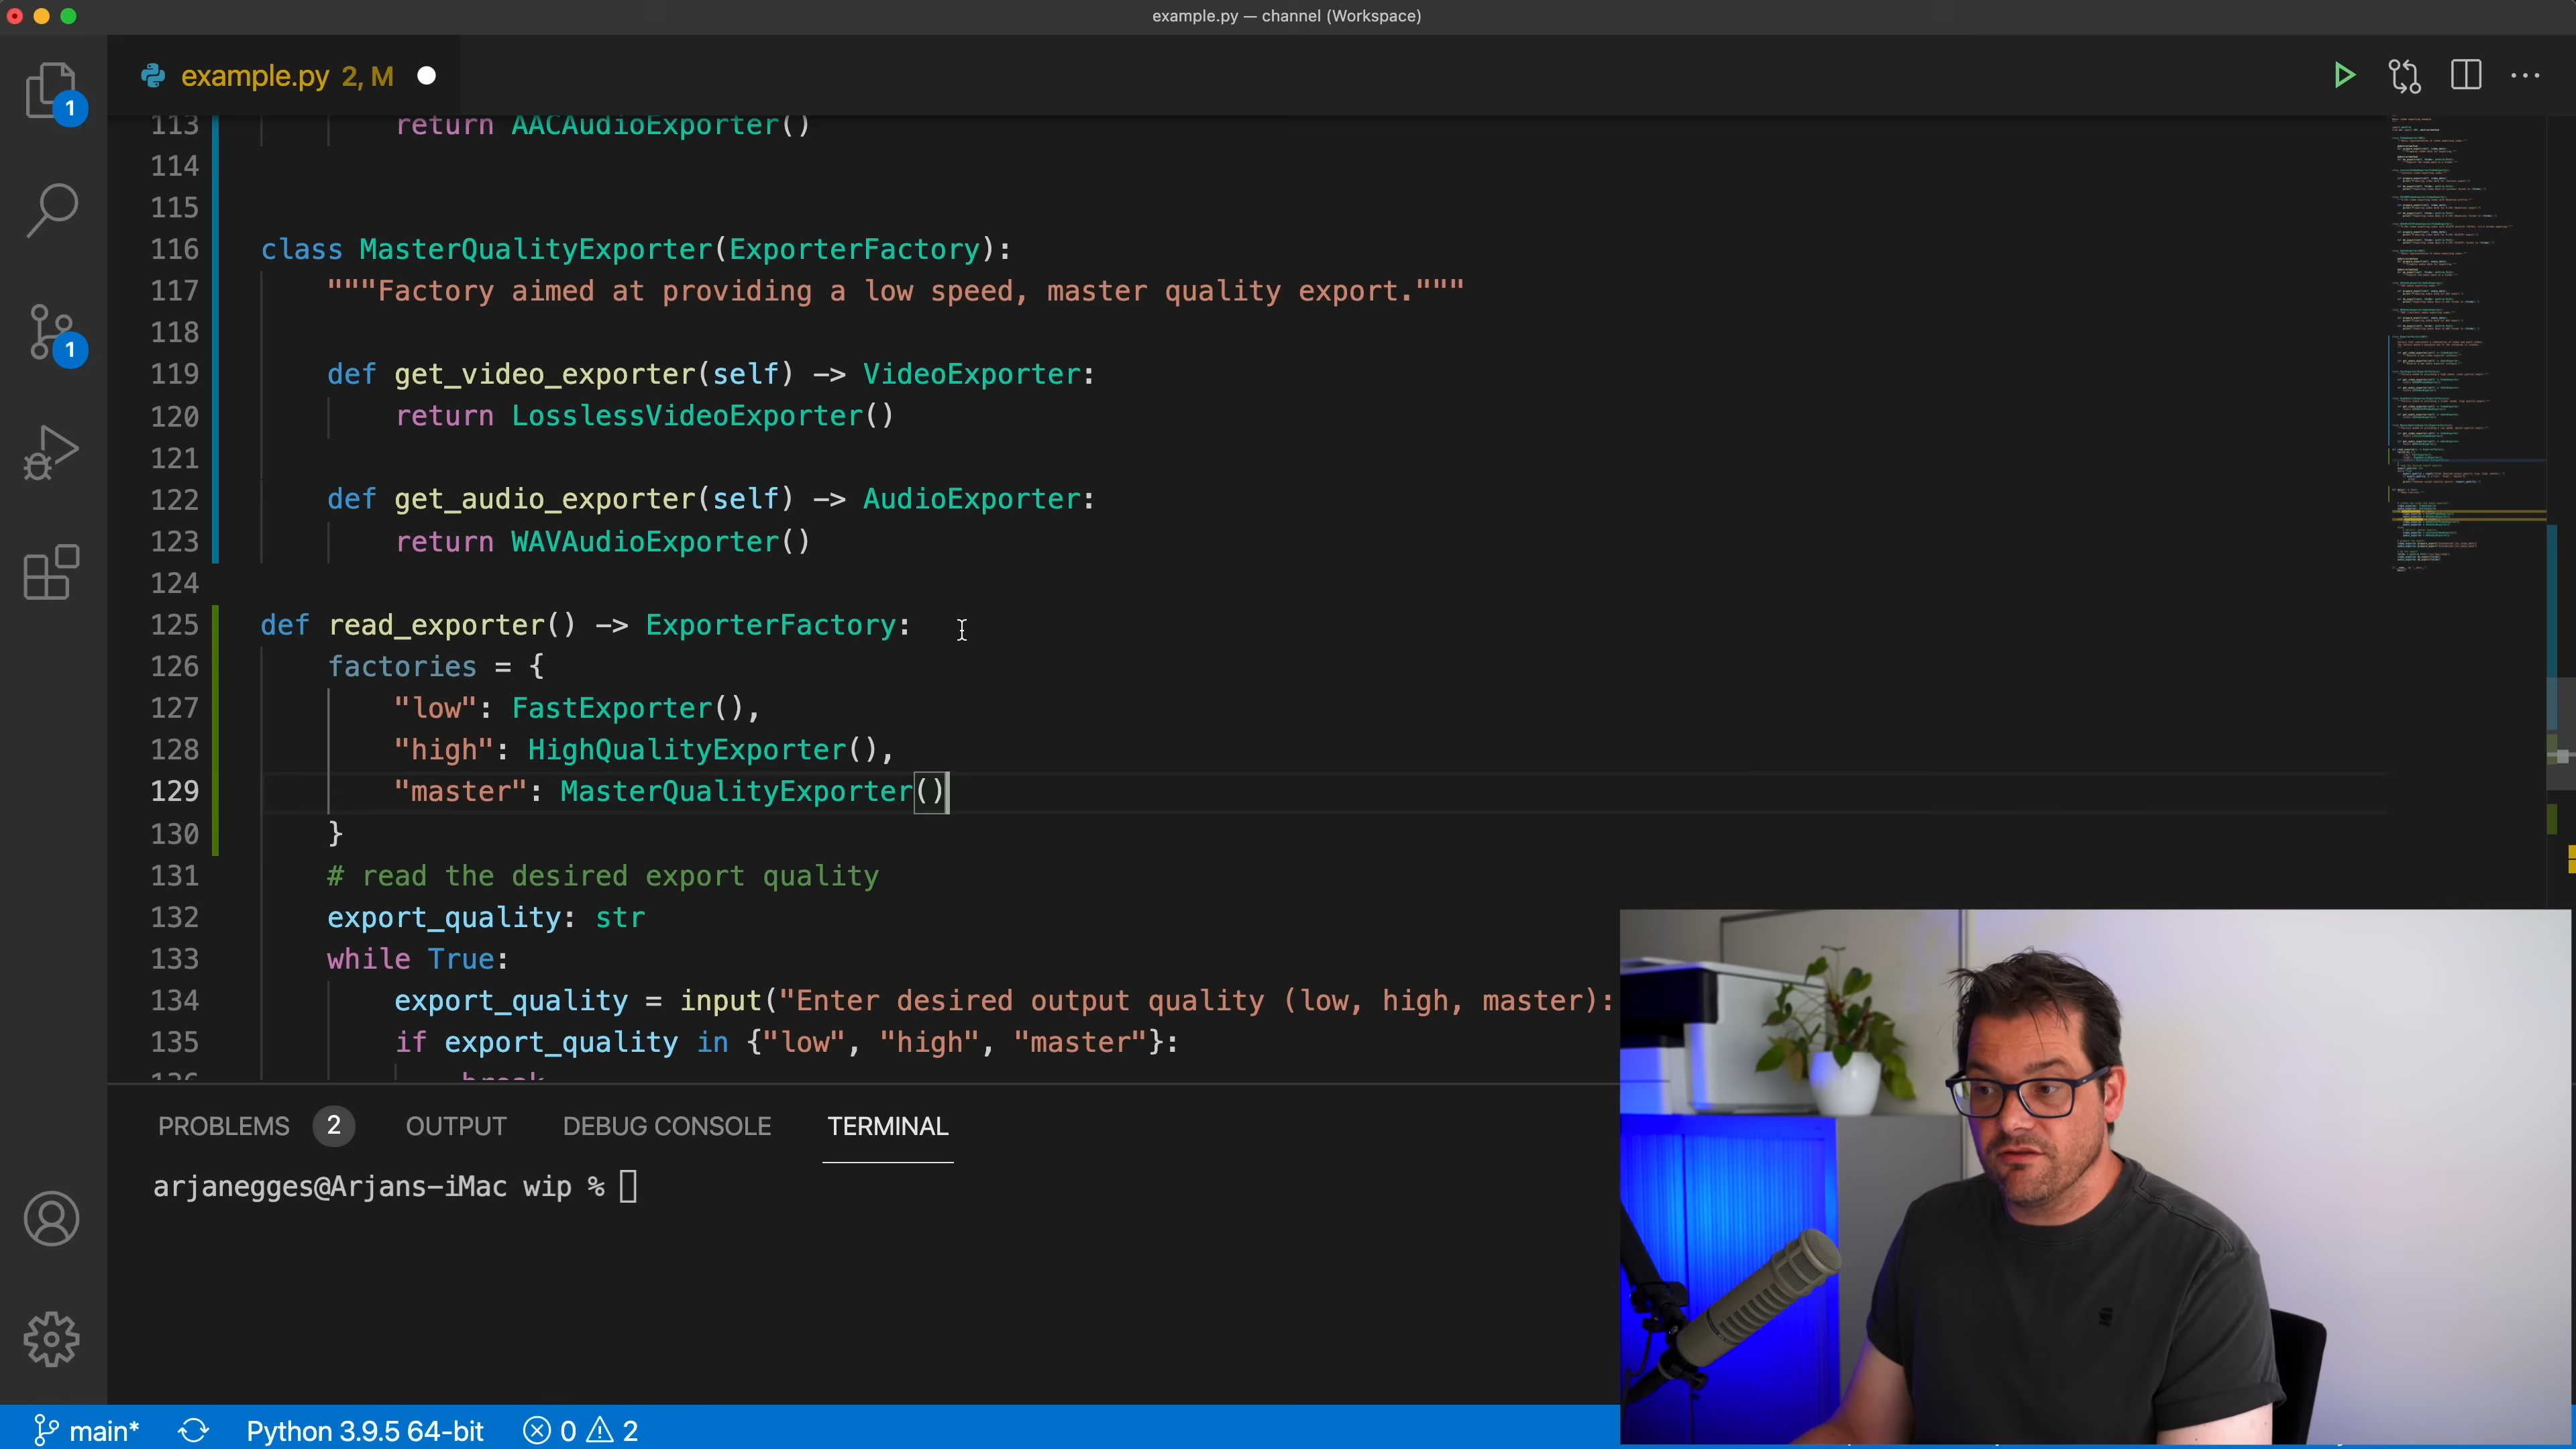 example.py — channel (Workspace)
example.py 2, M
1
1
113 return AACAudioExporter()
114
115
116 class MasterQualityExporter(ExporterFactory):
117 """Factory aimed at providing a low speed, master quality export."""
118
119 def get_video_exporter(self) -> VideoExporter:
120 return LosslessVideoExporter()
121
122 def get_audio_exporter(self) -> AudioExporter:
123 return WAVAudioExporter()
124
125 def read_exporter() -> ExporterFactory:
126 factories = {
127 "low": FastExporter(),
128 "high": HighQualityExporter(),
129 "master": MasterQualityExporter()
130 }
131 # read the desired export quality
132 export_quality: str
133 while True:
134 export_quality = input("Enter desired output quality (low, high, master):
135 if export_quality in {"low", "high", "master"}:
136 break
PROBLEMS 2 OUTPUT DEBUG CONSOLE TERMINAL
arjanegges@Arjans-iMac wip %
main* Python 3.9.5 64-bit 0 2